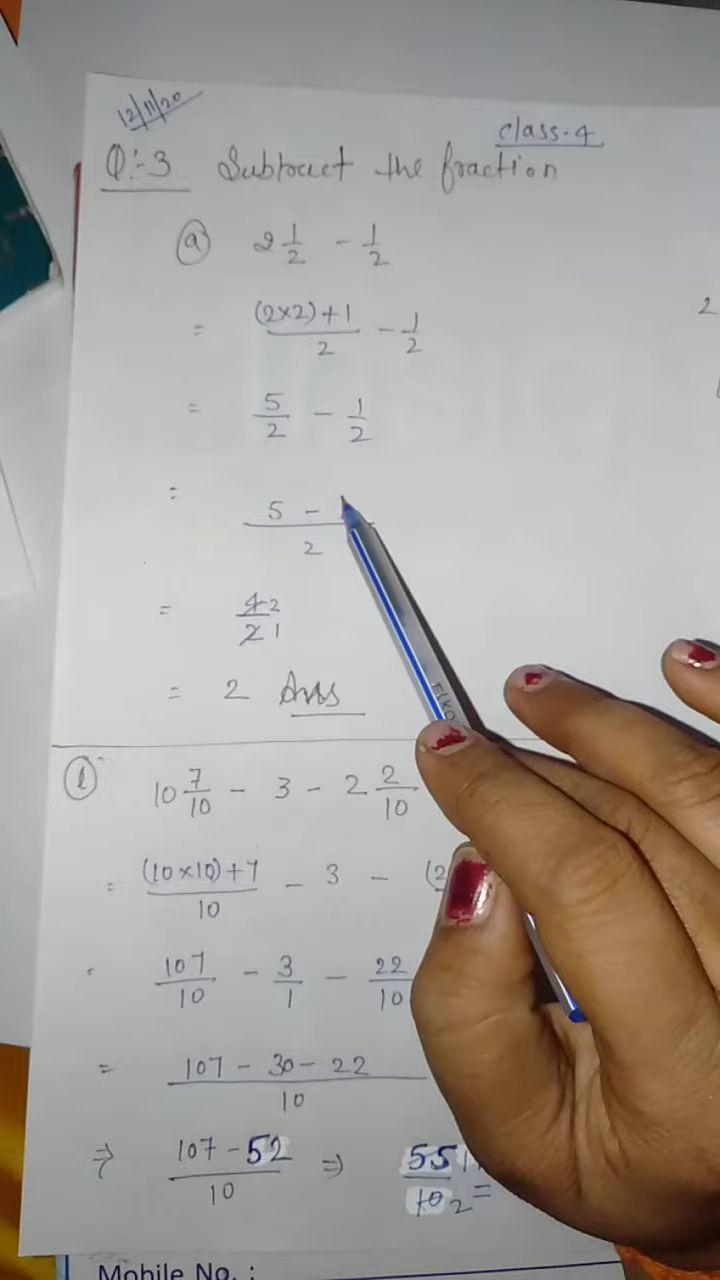 12/11/20
class-4
Q:-3 Subtract the fraction
(a) 2 1/2 - 1/2
= (2×2)+1/2 - 1/2
= 5/2 - 1/2
= 5 - /2
= 4 2/2 1
= 2 Ans
10 7/10 - 3 - 2 2/10
= (10×10)+7/10 - 3 - (2
107/10 - 3/1 - 22/10
= 107 - 30 - 22/10
⇒ 107 - 52/10 ⇒ 55/10 2 =
2
Mobile No. :